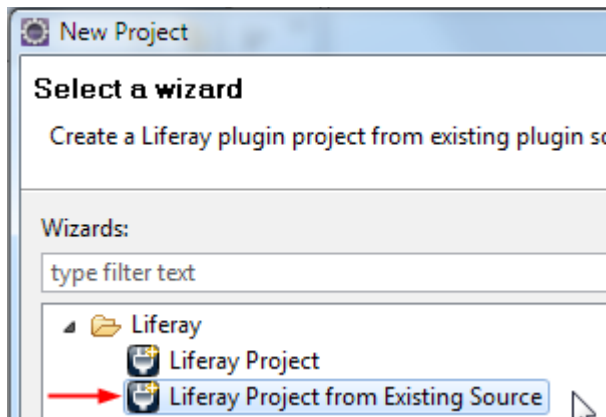 New Project
Select a wizard
Create a Liferay plugin project from existing plugin
Wizards:
type filter text
Liferay
Liferay Project
Liferay Project from Existing Source